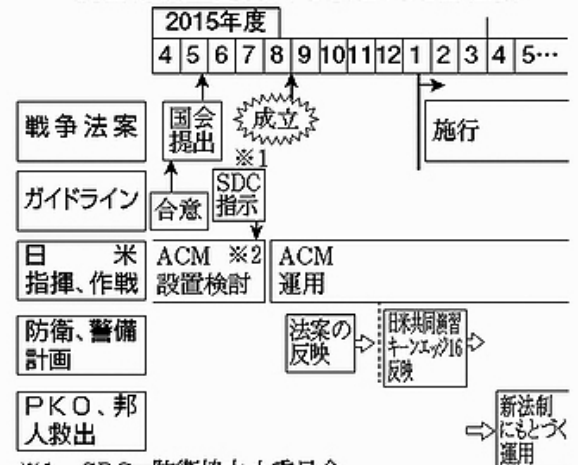 2015年度
4 5 6 7 8 9 10 11 12 1 2 3 4 5…
戦争法案
国会
提出
成立
施行
ガイドライン
合意
※1
SDC
指示
日米
指揮、作戦
ACM ※2
設置検討
ACM
運用
防衛、警備
計画
法案の
反映
日米共同演習
キーンエッジ16
反映
PKO、邦
人救出
新法制
にもとづく
運用